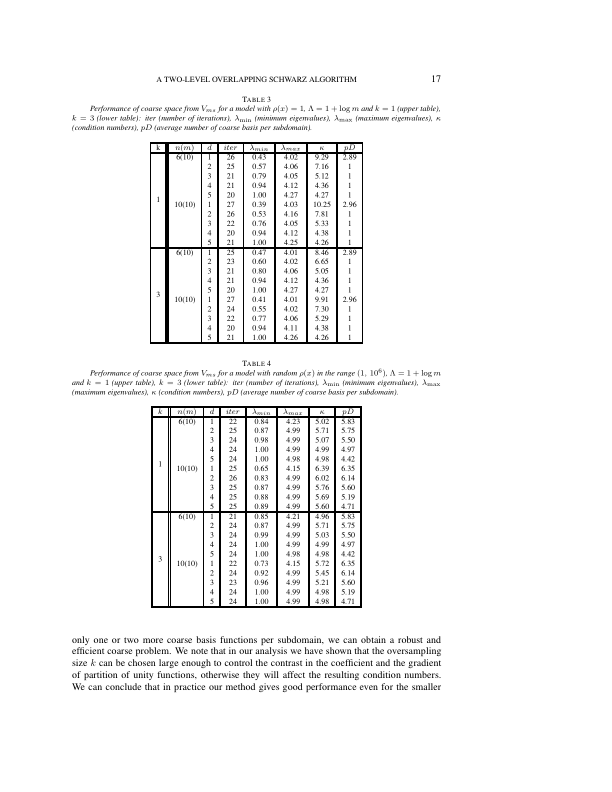 A TWO-LEVEL OVERLAPPING SCHWARZ ALGORITHM 17
TABLE 3
Performance of coarse space from V_ms for a model with ρ(x) = 1, Λ = 1 + log m and k = 1 (upper table),
k = 3 (lower table): iter (number of iterations), λ_min (minimum eigenvalues), λ_max (maximum eigenvalues), κ
(condition numbers), pD (average number of coarse basis per subdomain).
k n(m) d iter λ_min λ_max κ pD
6(10) 1 26 0.43 4.02 9.29 2.89
2 25 0.57 4.06 7.16 1
3 21 0.79 4.05 5.12 1
4 21 0.94 4.12 4.36 1
5 20 1.00 4.27 4.27 1
1 10(10) 1 27 0.39 4.03 10.25 2.96
2 26 0.53 4.16 7.81 1
3 22 0.76 4.05 5.33 1
4 20 0.94 4.12 4.38 1
5 21 1.00 4.25 4.26 1
6(10) 1 25 0.47 4.01 8.46 2.89
2 23 0.60 4.02 6.65 1
3 21 0.80 4.06 5.05 1
4 21 0.94 4.12 4.36 1
5 20 1.00 4.27 4.27 1
3 10(10) 1 27 0.41 4.01 9.91 2.96
2 24 0.55 4.02 7.30 1
3 22 0.77 4.06 5.29 1
4 20 0.94 4.11 4.38 1
5 21 1.00 4.26 4.26 1
TABLE 4
Performance of coarse space from V_ms for a model with random ρ(x) in the range (1, 10^6), Λ = 1 + log m
and k = 1 (upper table), k = 3 (lower table): iter (number of iterations), λ_min (minimum eigenvalues), λ_max
(maximum eigenvalues), κ (condition numbers), pD (average number of coarse basis per subdomain).
k n(m) d iter λ_min λ_max κ pD
6(10) 1 22 0.84 4.23 5.02 5.83
2 25 0.87 4.99 5.71 5.75
3 24 0.98 4.99 5.07 5.50
4 24 1.00 4.99 4.99 4.97
5 24 1.00 4.98 4.98 4.42
1 10(10) 1 25 0.65 4.15 6.39 6.35
2 26 0.83 4.99 6.02 6.14
3 25 0.87 4.99 5.76 5.60
4 25 0.88 4.99 5.69 5.19
5 25 0.89 4.99 5.60 4.71
6(10) 1 21 0.85 4.21 4.96 5.83
2 24 0.87 4.99 5.71 5.75
3 24 0.99 4.99 5.03 5.50
4 24 1.00 4.99 4.99 4.97
5 24 1.00 4.98 4.98 4.42
3 10(10) 1 22 0.73 4.15 5.72 6.35
2 24 0.92 4.99 5.45 6.14
3 23 0.96 4.99 5.21 5.60
4 24 1.00 4.99 4.98 5.19
5 24 1.00 4.99 4.98 4.71
only one or two more coarse basis functions per subdomain, we can obtain a robust and
efficient coarse problem. We note that in our analysis we have shown that the oversampling
size k can be chosen large enough to control the contrast in the coefficient and the gradient
of partition of unity functions, otherwise they will affect the resulting condition numbers.
We can conclude that in practice our method gives good performance even for the smaller